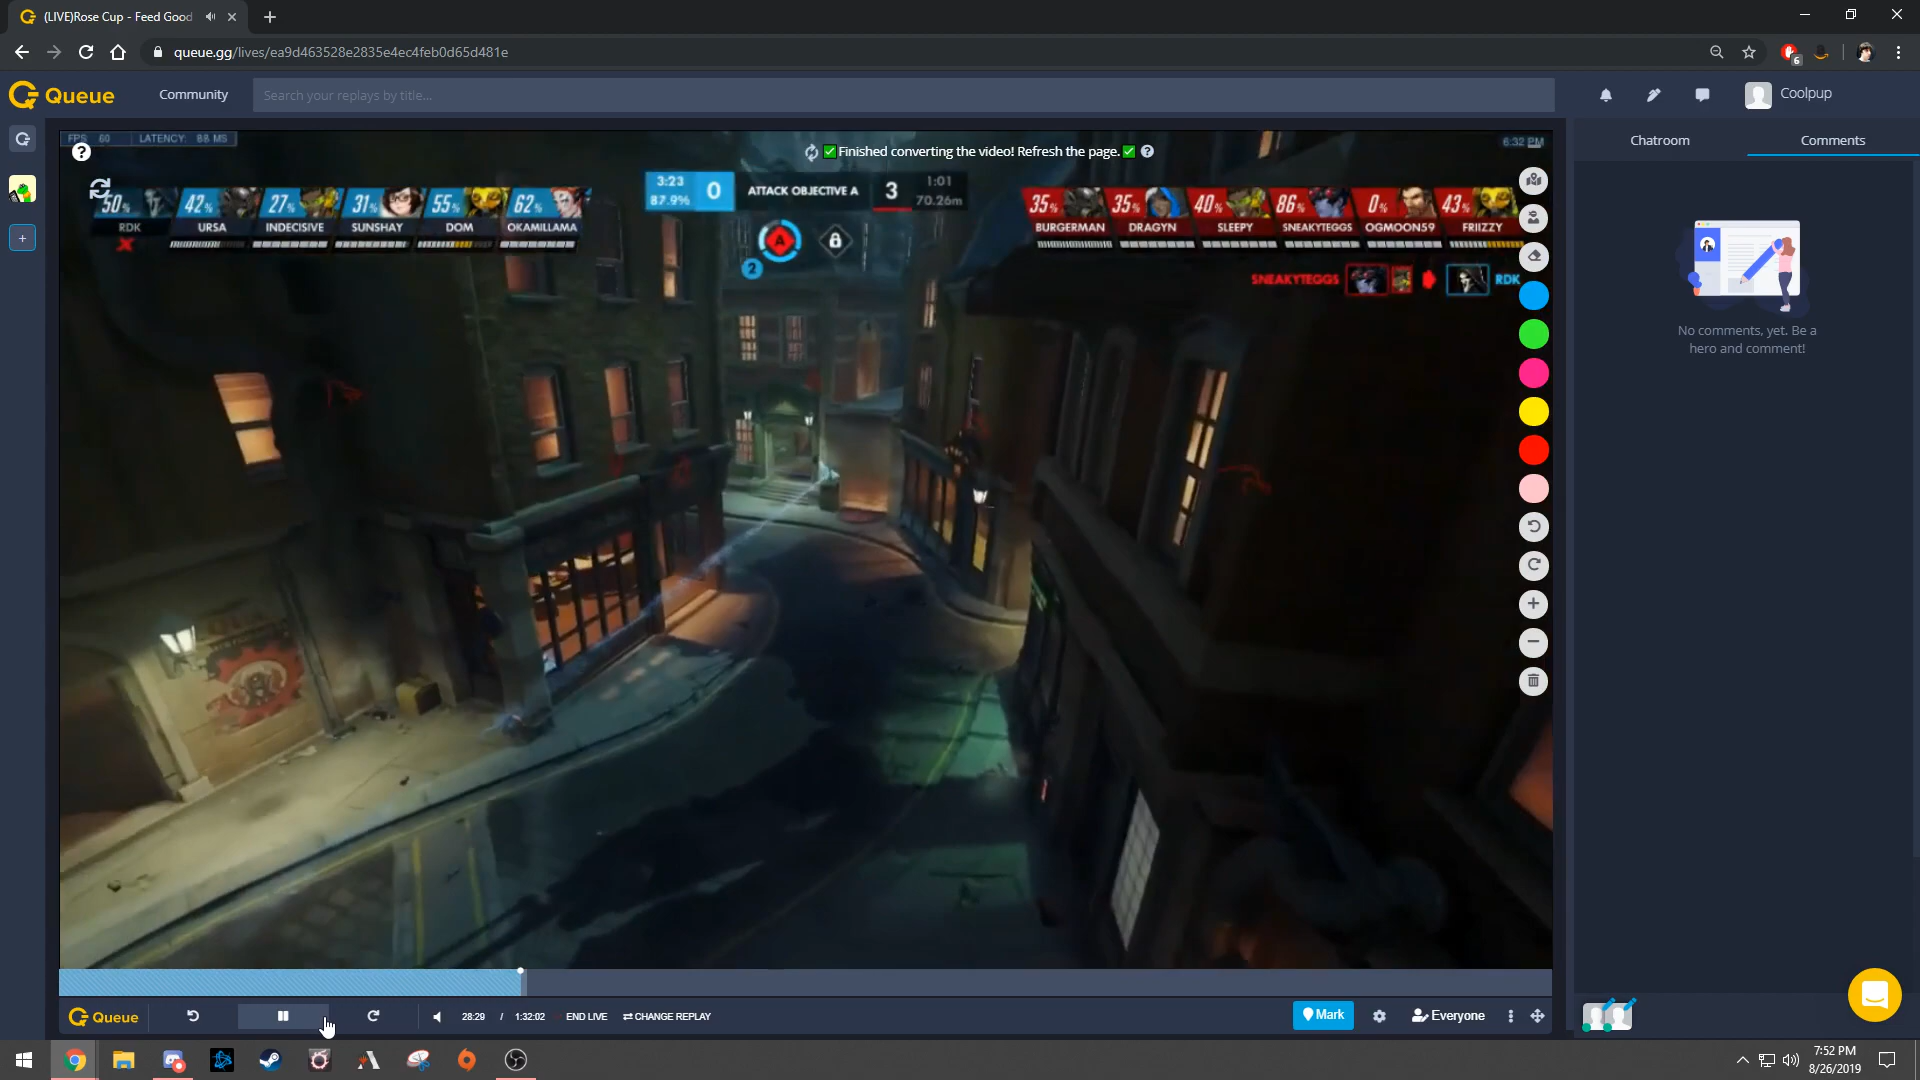 (LIVE)Rose Cup - Feed Good
queue.gg/lives/ea9d463528e2835e4ec4feb0d65d481e
6
Queue
Community
Search your replays by title...
Coolpup
Chatroom
Comments
FPS: 60 LATENCY: 88 MS
Finished converting the video! Refresh the page.
6:32 PM
50% 42% 27% 31% 55% 62%
RDK URSA INDECISIVE SUNSHAY DOM OKAMILLAMA
3:23
87.9%
0
ATTACK OBJECTIVE A
3
1:01
70.26m
A
2
35% 35% 40% 86% 0% 43%
BURGERMAN DRAGYN SLEEPY SNEAKYTEGGS OGMOON59 FRIIZZY
SNEAKYTEGGS RDK
No comments, yet. Be a
hero and comment!
Queue
28:29 / 1:32:02 END LIVE CHANGE REPLAY
Mark
Everyone
7:52 PM
8/26/2019